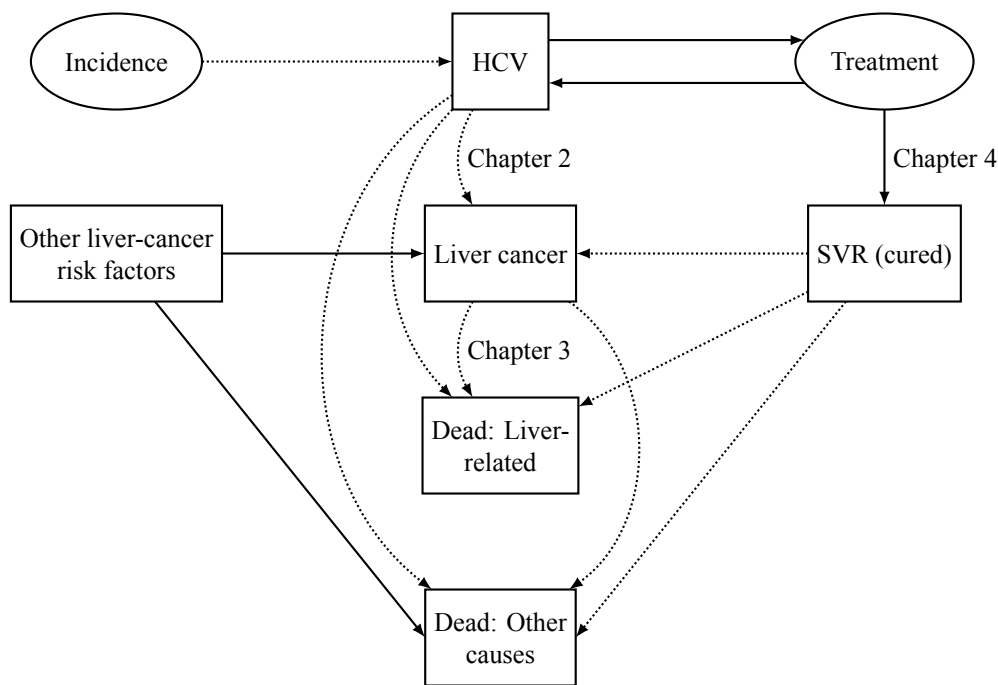 Incidence
HCV
Treatment
Chapter 2
Chapter 4
Other liver-cancer
risk factors
Liver cancer
SVR (cured)
Chapter 3
Dead: Liver-
related
Dead: Other
causes